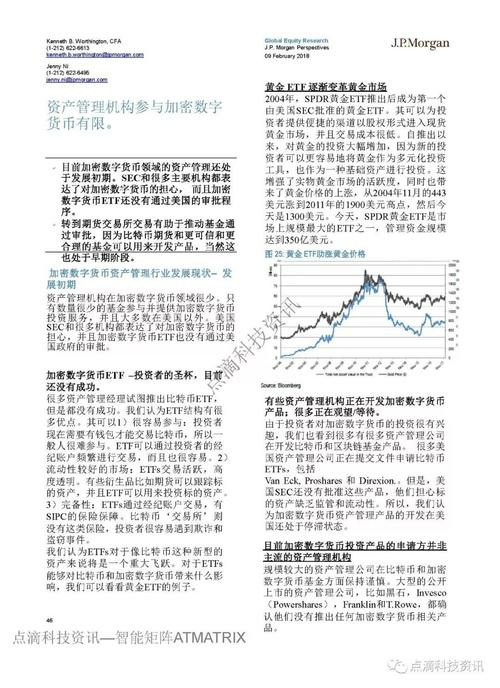 Kenneth B. Worthington, CFA
(1-212) 622-6613
kenneth.b.worthington@jpmorgan.com
Jenny Ni
(1-212) 622-6495
jenny.ni@jpmorgan.com
Global Equity Research
J.P. Morgan Perspectives
09 February 2018
J.P.Morgan
资产管理机构参与加密数字
货币有限。
目前加密数字货币领域的资产管理还处
于发展初期。SEC和很多主要机构都表
达了对加密数字货币的担心, 而且加密
数字货币ETF还没有通过美国的审批程
序。
转到期货交易所交易有助于推动基金通
过审批, 因为比特币期货和更可信和更
合理的基金可以用来开发产品, 当然这
也处于早期阶段。
加密数字货币资产管理行业发展现状– 发
展初期
资产管理机构在加密数字货币领域很少。只
有数量很少的基金参与并提供加密数字货币
投资服务, 并且大多数在美国以外。美国
SEC和很多机构都表达了对加密数字货币的
担心, 并且加密数字货币ETF也没有通过美
国政府的审批。
加密数字货币ETF –投资者的圣杯, 目前
还没有成功。
很多资产管理经理试图推出比特币ETF,
但是都没有成功。我们认为ETF结构有很
多优点。其可以1) 很容易参与: 投资者
现在需要有钱包才能交易比特币, 所以一
般人很难参与。ETF可以通过投资者的经
纪账户频繁进行交易, 而且也很容易。2)
流动性较好的市场: ETFs交易活跃, 高
度透明。有些衍生产品比如期货可以跟踪标
的资产, 并且ETF可以用来投资标的资产。
3) 完备性: ETFs通过经纪账户交易, 有
SIPC的保险保障。比特币‘交易所’则
没有这类保险, 投资者很容易遇到欺诈和
盗窃事件。
我们认为ETFs对于像比特币这种新型的
资产来说将是一个重大飞跃。对于ETFs
能够对比特币和加密数字货币带来什么影
响, 我们可以看看黄金ETF的例子。
46
黄金 ETF 逐渐变革黄金市场
2004年, SPDR黄金ETF推出后成为第一个
由美国SEC批准的黄金ETF。其可以为投
资者提供便捷的渠道以股权形式进入现货
黄金市场, 并且交易成本很低。自推出以
来, 对黄金的投资大幅增加, 因为新的投
资者可以更容易地将黄金作为多元化投资
工具, 也作为一种基础资产进行投资。这
增强了实物黄金市场的活跃度, 同时也带
来了黄金价格的上涨, 从2004年11月的443
美元涨到2011年的1900美元高点, 然后今
天是1300美元。今天, SPDR黄金ETF是市
场上规模最大的ETF之一, 管理资金规模
达到350亿美元。
图 25: 黄金 ETF助涨黄金价格
Source: Bloomberg
有些资产管理机构正在开发加密数字货币
产品; 很多正在观望/等待。
由于投资者对加密数字货币的投资很有兴
趣, 我们也看到很多有很多资产管理公司
在开发比特币和区块链基金产品。 很多美
国资产管理公司正在提交文件申请比特币
ETFs, 包括
Van Eck, Proshares 和 Direxion.。但是, 美
国SEC还没有批准这些产品, 他们担心标
的资产缺乏监管和流动性。所以, 我们认
为加密数字货币资产管理产品的开发在美
国还处于停滞状态。
目前加密数字货币投资产品的申请方并非
主流的资产管理机构
规模较大的资产管理公司在比特币和加密
数字货币基金方面保持谨慎。大型的公开
上市的资产管理公司, 比如黑石, Invesco
(Powershares), Franklin和T.Rowe, 都确
认他们没有推出任何加密数字货币相关产
品。
点滴科技资讯
点滴科技资讯—智能矩阵ATMATRIX
点滴科技资讯